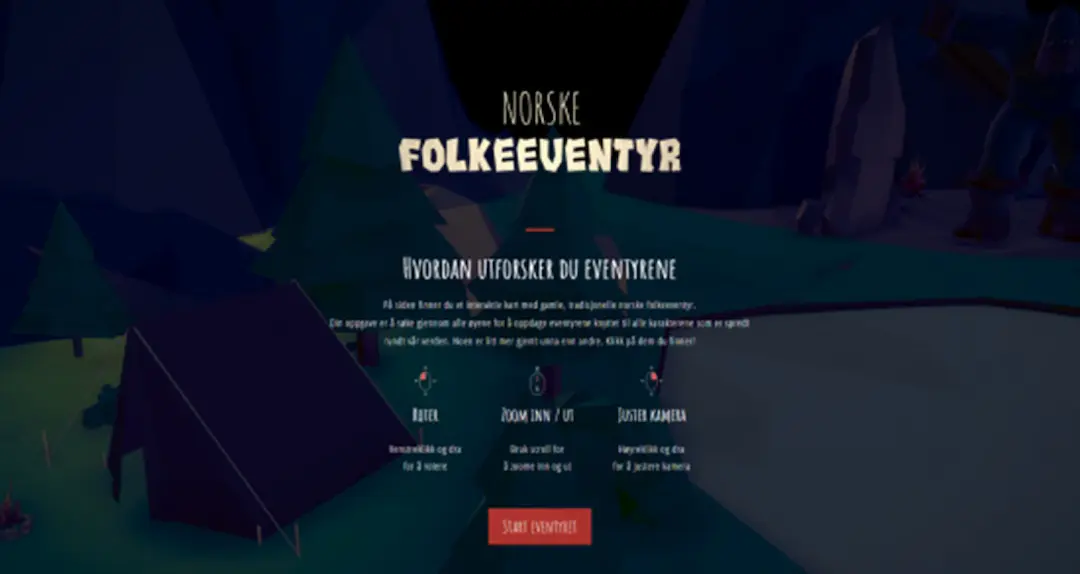 NORSKE
FOLKEEVENTYR
HVORDAN UTFORSKER DU EVENTYRENE
På siden finner du et interaktiv kart med gamle, tradisjonelle norske folkeeventyr.
Din oppgave er å søke gjennom alle øyene for å oppdage eventyrene knyttet til alle karakterene som er spredt
rundt vår verden. Noen er litt mer gjemt unna enn andre. Klikk på dem du finner!
ROTER
ZOOM INN / UT
JUSTER KAMERA
Venstreklikk og dra
for å rotere
Bruk scroll for
å zoome inn og ut
Høyreklikk og dra
for å justere kamera
START EVENTYRET